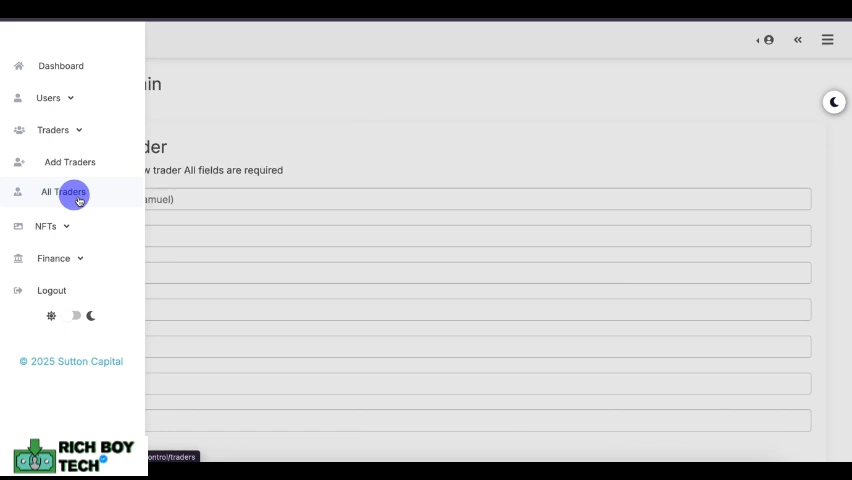 Dashboard
Users
Traders
Add Traders
All Traders
NFTs
Finance
Logout
© 2025 Sutton Capital
RICH BOY
TECH
in
der
w trader All fields are required
amuel)
ontrol/traders